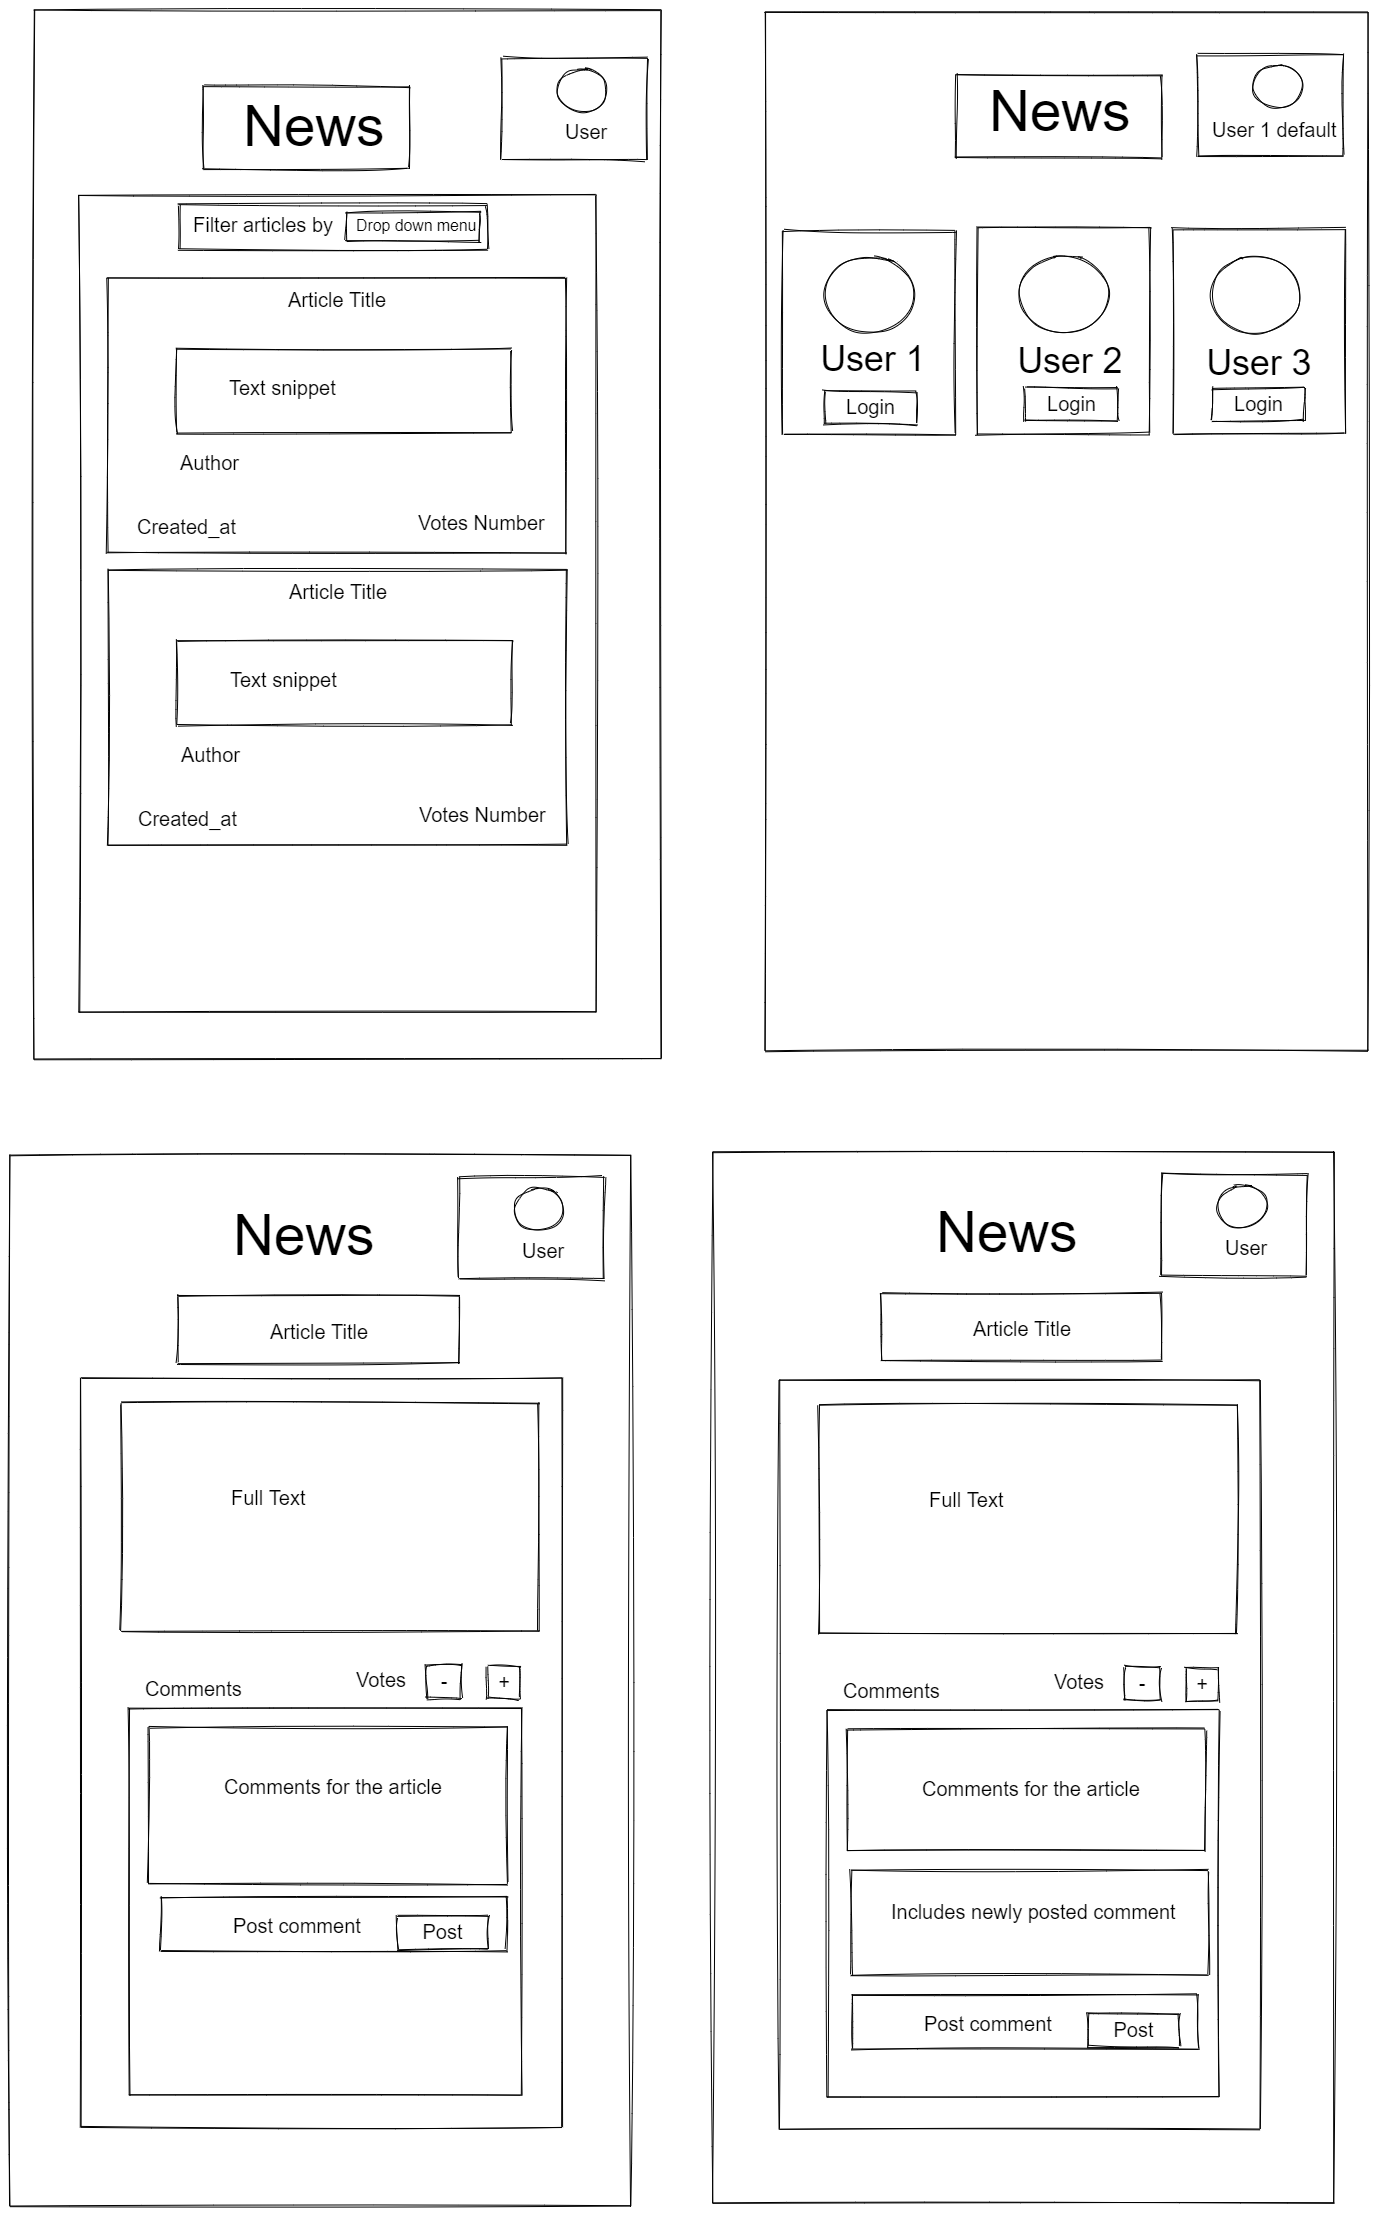 News
User
Filter articles by Drop down menu
Article Title
Text snippet
Author
Created_at Votes Number
Article Title
Text snippet
Author
Created_at Votes Number
News
User 1 default
User 1
Login
User 2
Login
User 3
Login
News
User
Article Title
Full Text
Comments Votes - +
Comments for the article
Post comment Post
News
User
Article Title
Full Text
Comments Votes - +
Comments for the article
Includes newly posted comment
Post comment Post